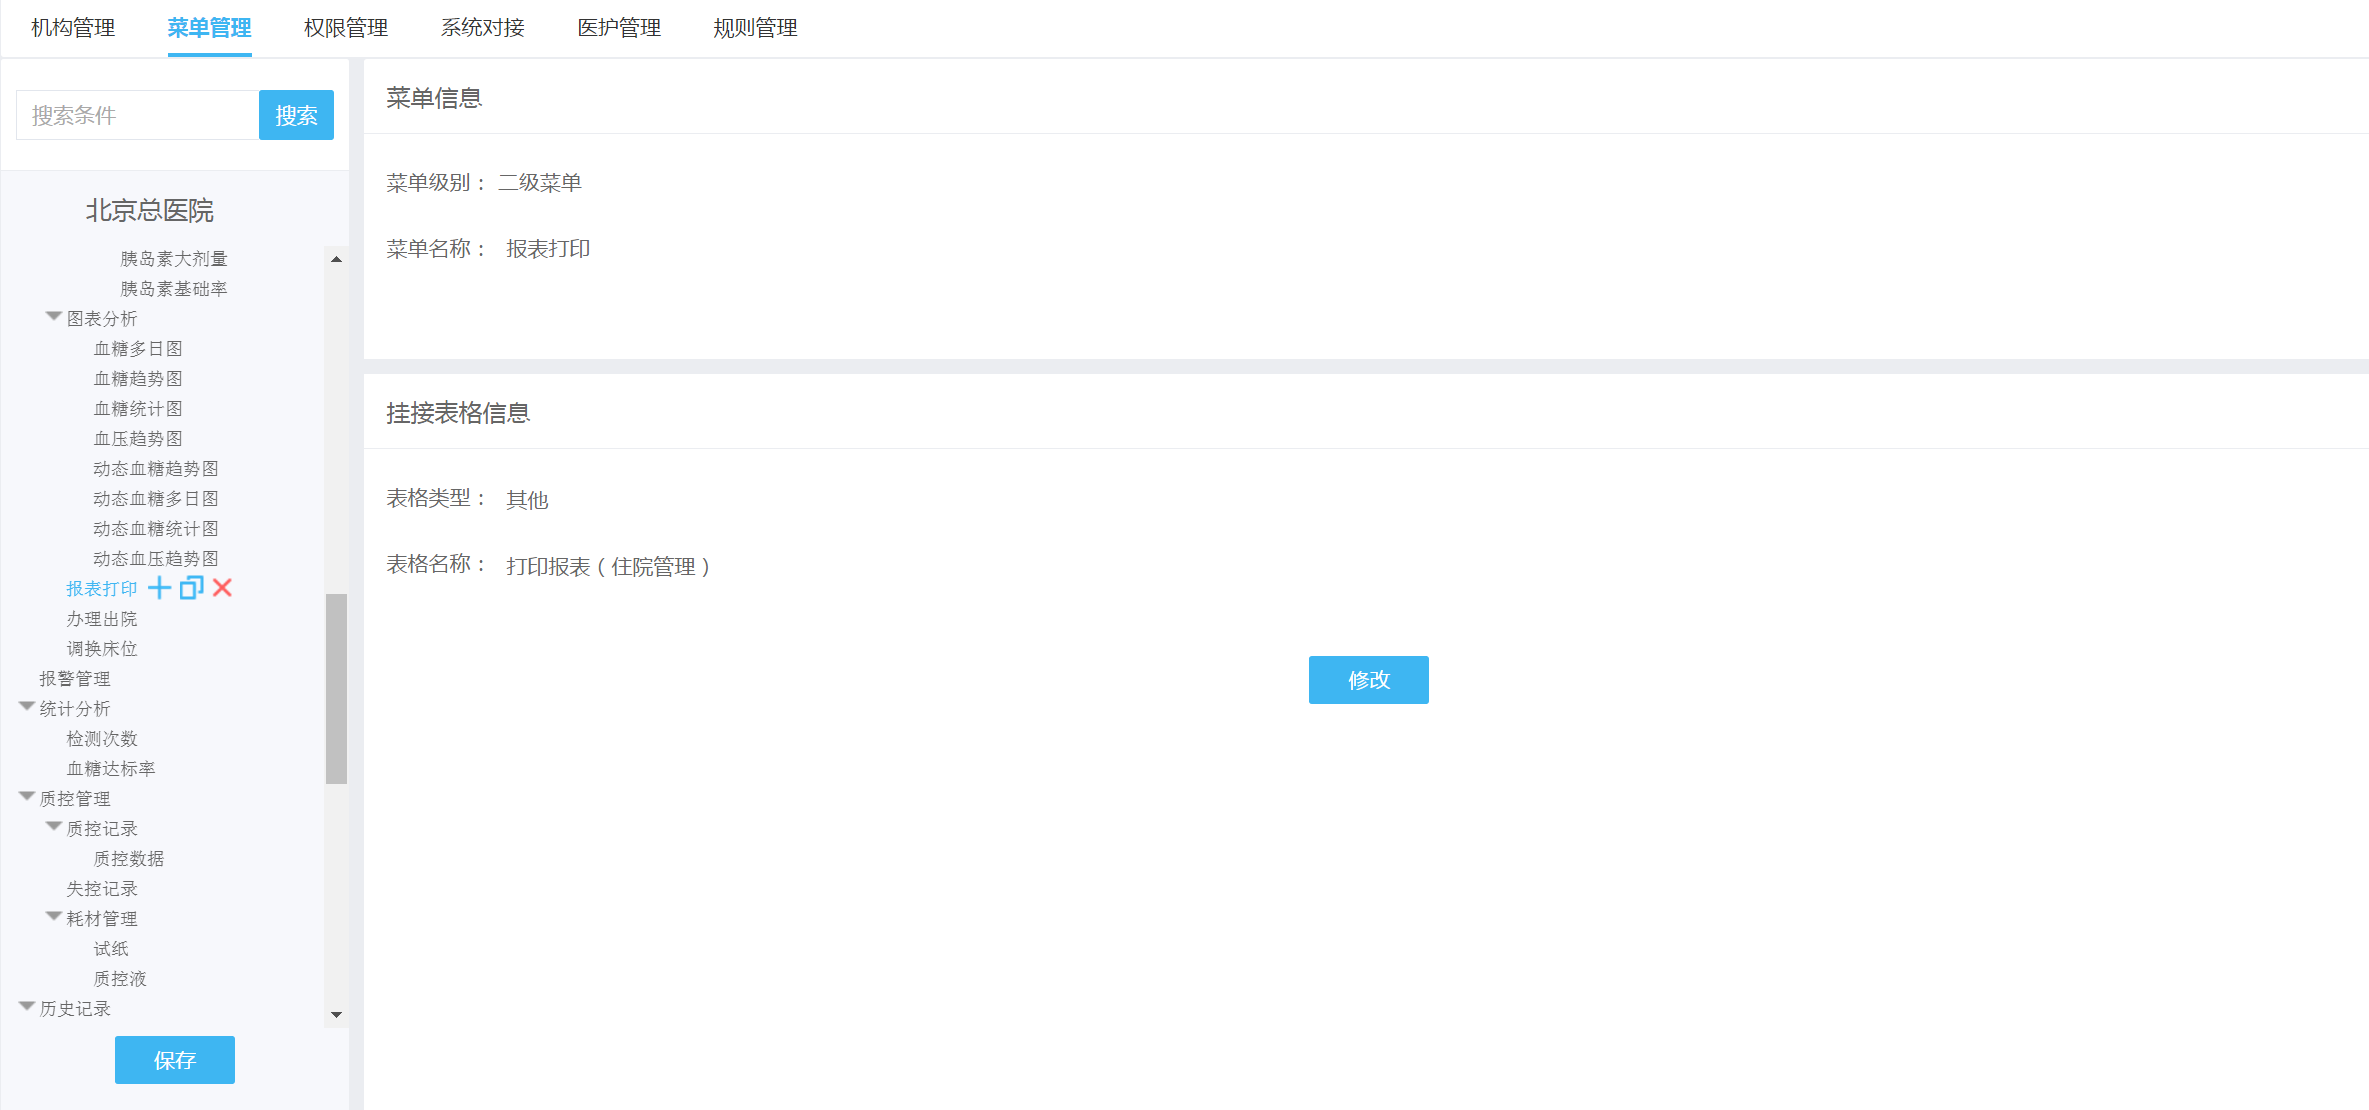 机构管理 菜单管理 权限管理 系统对接 医护管理 规则管理
搜索条件 搜索
北京总医院
胰岛素大剂量
胰岛素基础率
图表分析
血糖多日图
血糖趋势图
血糖统计图
血压趋势图
动态血糖趋势图
动态血糖多日图
动态血糖统计图
动态血压趋势图
报表打印
办理出院
调换床位
报警管理
统计分析
检测次数
血糖达标率
质控管理
质控记录
质控数据
失控记录
耗材管理
试纸
质控液
历史记录
保存
菜单信息
菜单级别： 二级菜单
菜单名称： 报表打印
挂接表格信息
表格类型： 其他
表格名称： 打印报表（住院管理）
修改